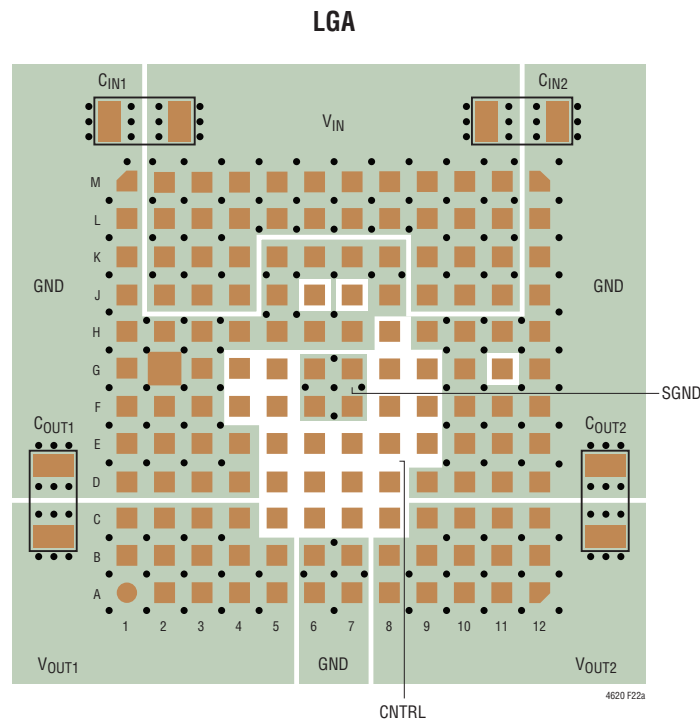 LGA
CIN1
CIN2
VIN
M
L
K
GND
GND
J
H
G
SGND
F
COUT1
COUT2
E
D
C
B
A
1 2 3 4 5 6 7 8 9 10 11 12
VOUT1
GND
VOUT2
4620 F22a
CNTRL